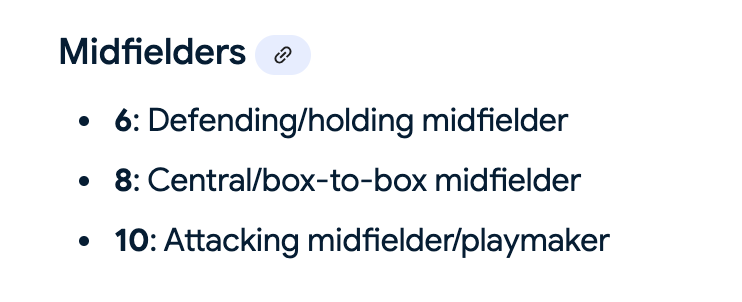 Midfielders
• 6: Defending/holding midfielder
• 8: Central/box-to-box midfielder
• 10: Attacking midfielder/playmaker